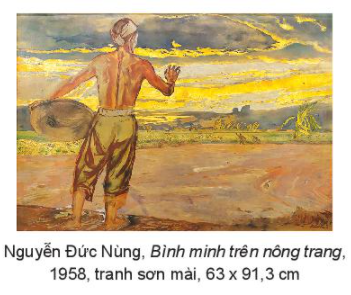 Nguyễn Đức Nùng, Bình minh trên nông trang,
1958, tranh sơn mài, 63 x 91,3 cm